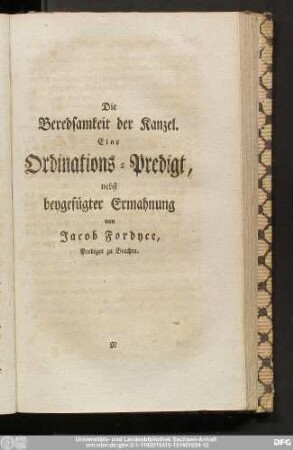 Die
Beredsamkeit der Kanzel.
Eine
Ordinations-Predigt,
nebst
beygefügter Ermahnung
von
Jacob Fordyce,
Prediger zu Brechin.
N
Universitäts- und Landesbibliothek Sachsen-Anhalt
DFG